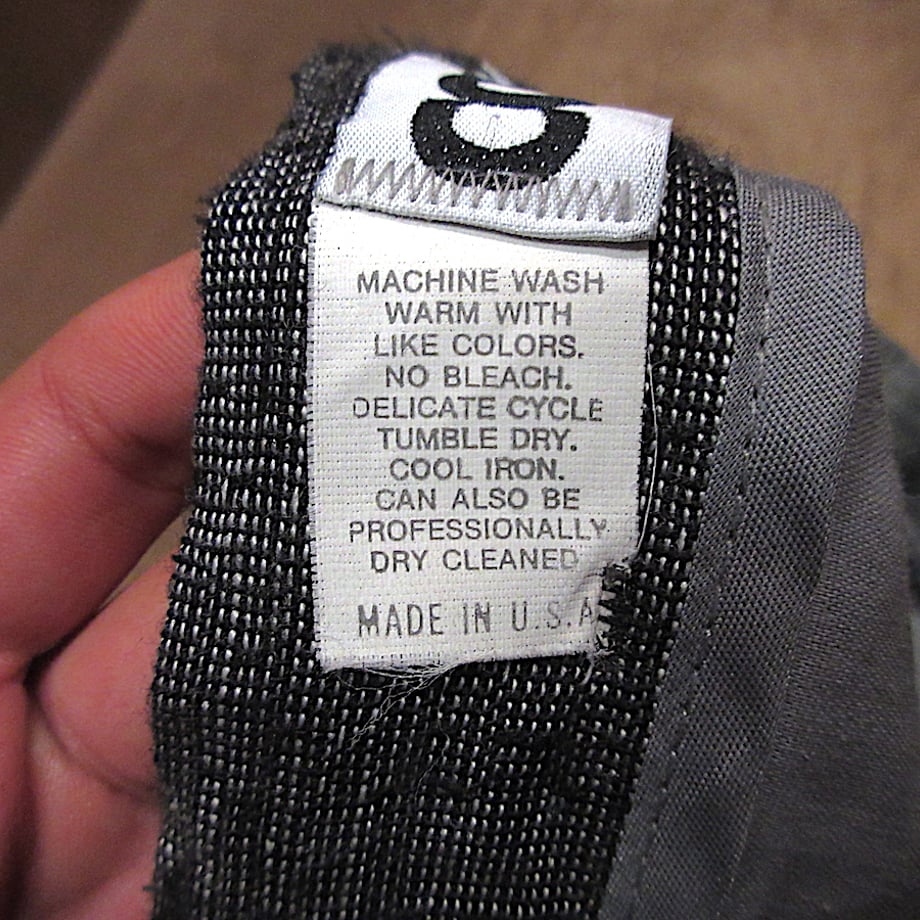 MACHINE WASH
WARM WITH
LIKE COLORS.
NO BLEACH.
DELICATE CYCLE
TUMBLE DRY.
COOL IRON.
CAN ALSO BE
PROFESSIONALLY
DRY CLEANED
MADE IN U.S.A